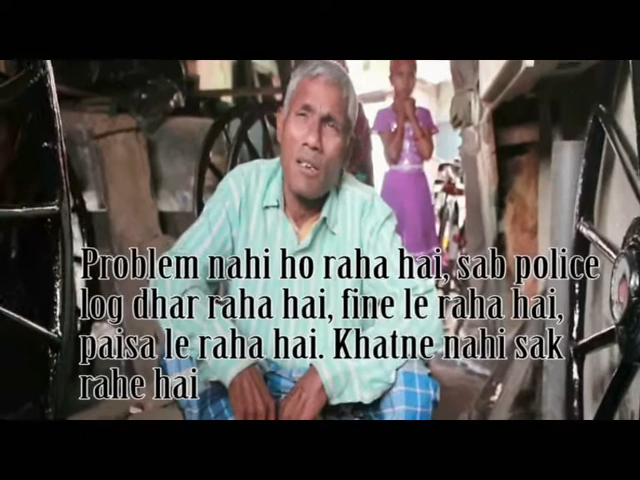 Problem nahi ho raha hai, sab police
log dhar raha hai, fine le raha hai,
paisa le raha hai. Khatne nahi sak
rahe hai